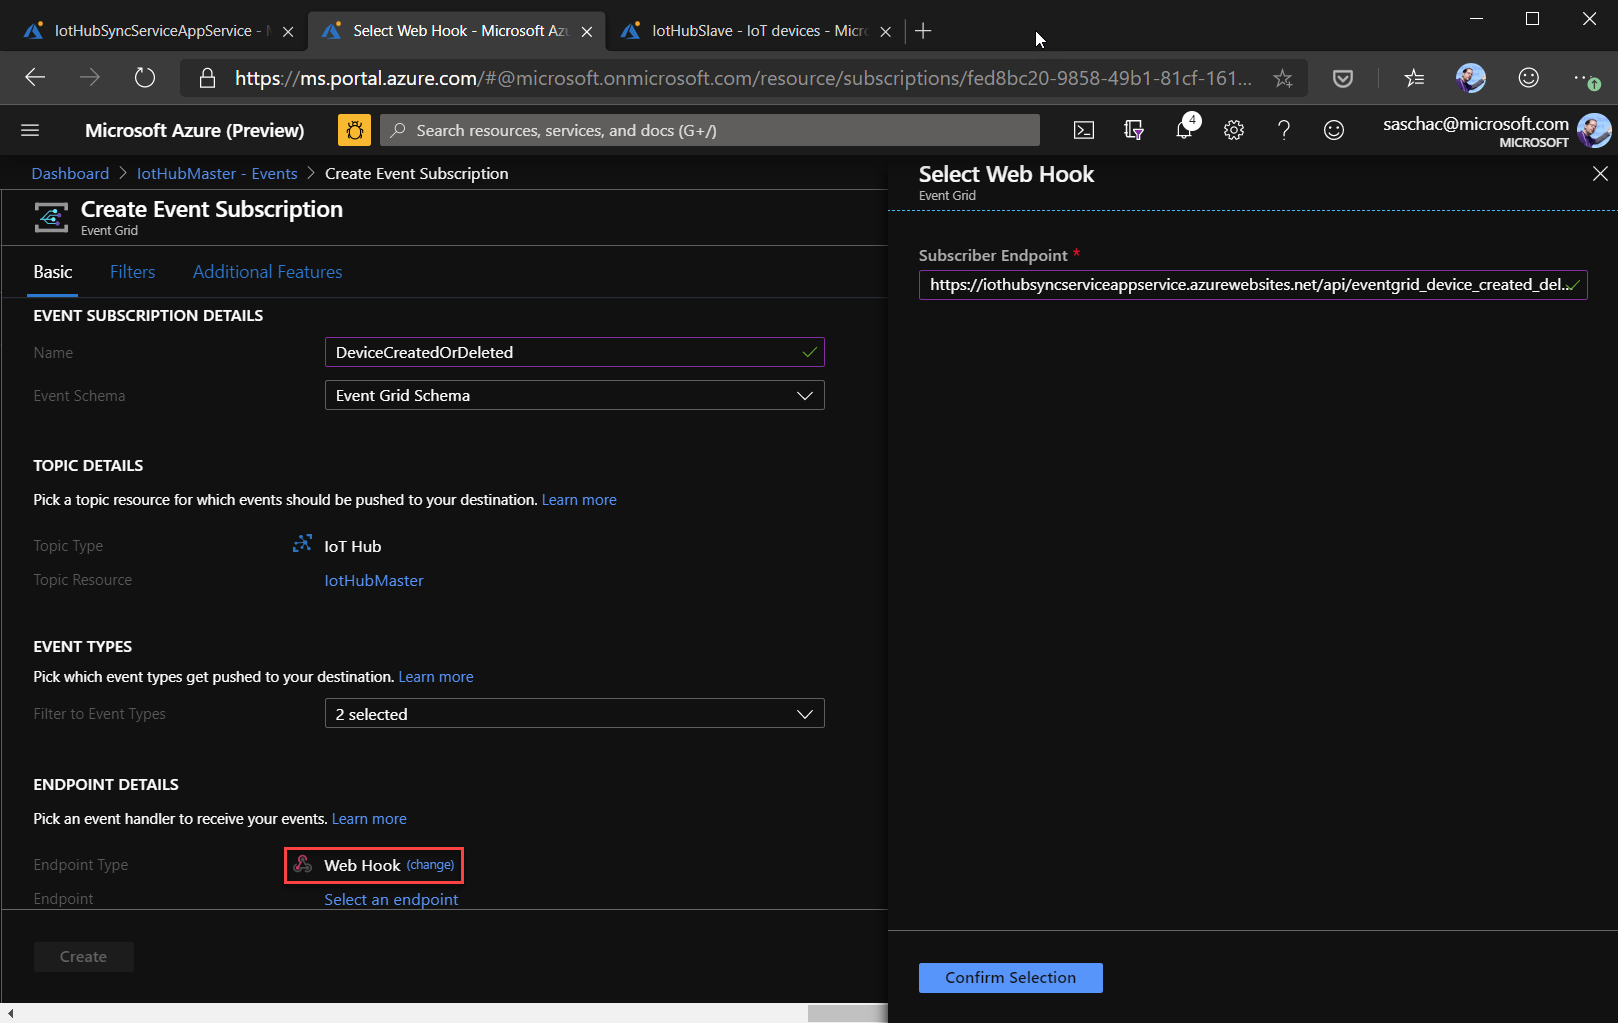 IotHubSyncServiceAppService -
Select Web Hook - Microsoft Azu
IotHubSlave - IoT devices - Micro
https://ms.portal.azure.com/#@microsoft.onmicrosoft.com/resource/subscriptions/fed8bc20-9858-49b1-81cf-161...
Microsoft Azure (Preview)
Search resources, services, and docs (G+/)
4
saschac@microsoft.com
MICROSOFT
Dashboard > IotHubMaster - Events > Create Event Subscription
Create Event Subscription
Event Grid
Basic
Filters
Additional Features
EVENT SUBSCRIPTION DETAILS
Name
DeviceCreatedOrDeleted
Event Schema
Event Grid Schema
TOPIC DETAILS
Pick a topic resource for which events should be pushed to your destination. Learn more
Topic Type
IoT Hub
Topic Resource
IotHubMaster
EVENT TYPES
Pick which event types get pushed to your destination. Learn more
Filter to Event Types
2 selected
ENDPOINT DETAILS
Pick an event handler to receive your events. Learn more
Endpoint Type
Web Hook (change)
Endpoint
Select an endpoint
Create
Select Web Hook
Event Grid
Subscriber Endpoint *
https://iothubsyncserviceappservice.azurewebsites.net/api/eventgrid_device_created_del...
Confirm Selection